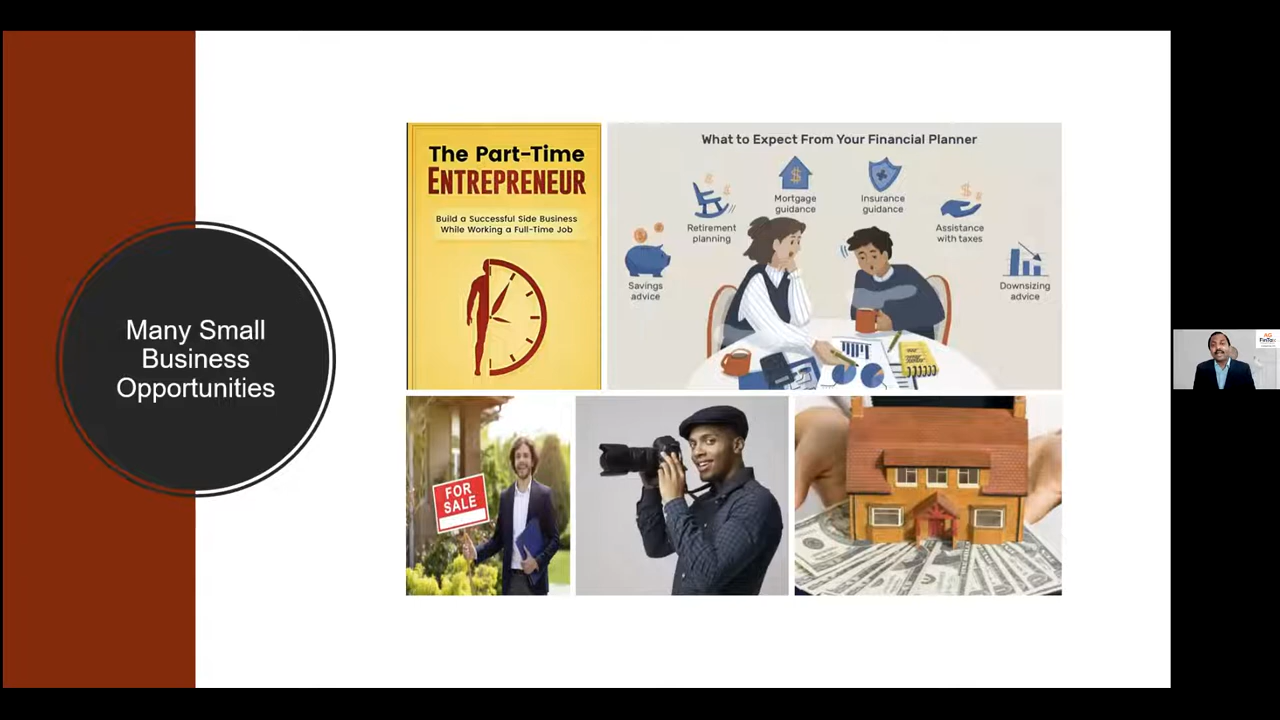 Many Small
Business
Opportunities
The Part-Time
ENTREPRENEUR
Build a Successful Side Business
While Working a Full-Time Job
What to Expect From Your Financial Planner
Savings
advice
Retirement
planning
Mortgage
guidance
Insurance
guidance
Assistance
with taxes
Downsizing
advice
FOR
SALE
AG
FinTax